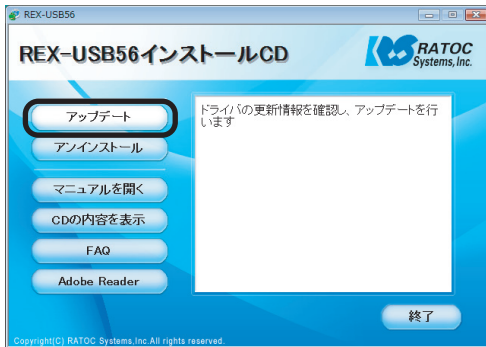 REX-USB56
REX-USB56インストールCD
RATOC
Systems, Inc.
アップデート
ドライバの更新情報を確認し、アップデートを行
います
アンインストール
マニュアルを開く
CDの内容を表示
FAQ
Adobe Reader
終了
Copyright(C) RATOC Systems,Inc.All rights reserved.